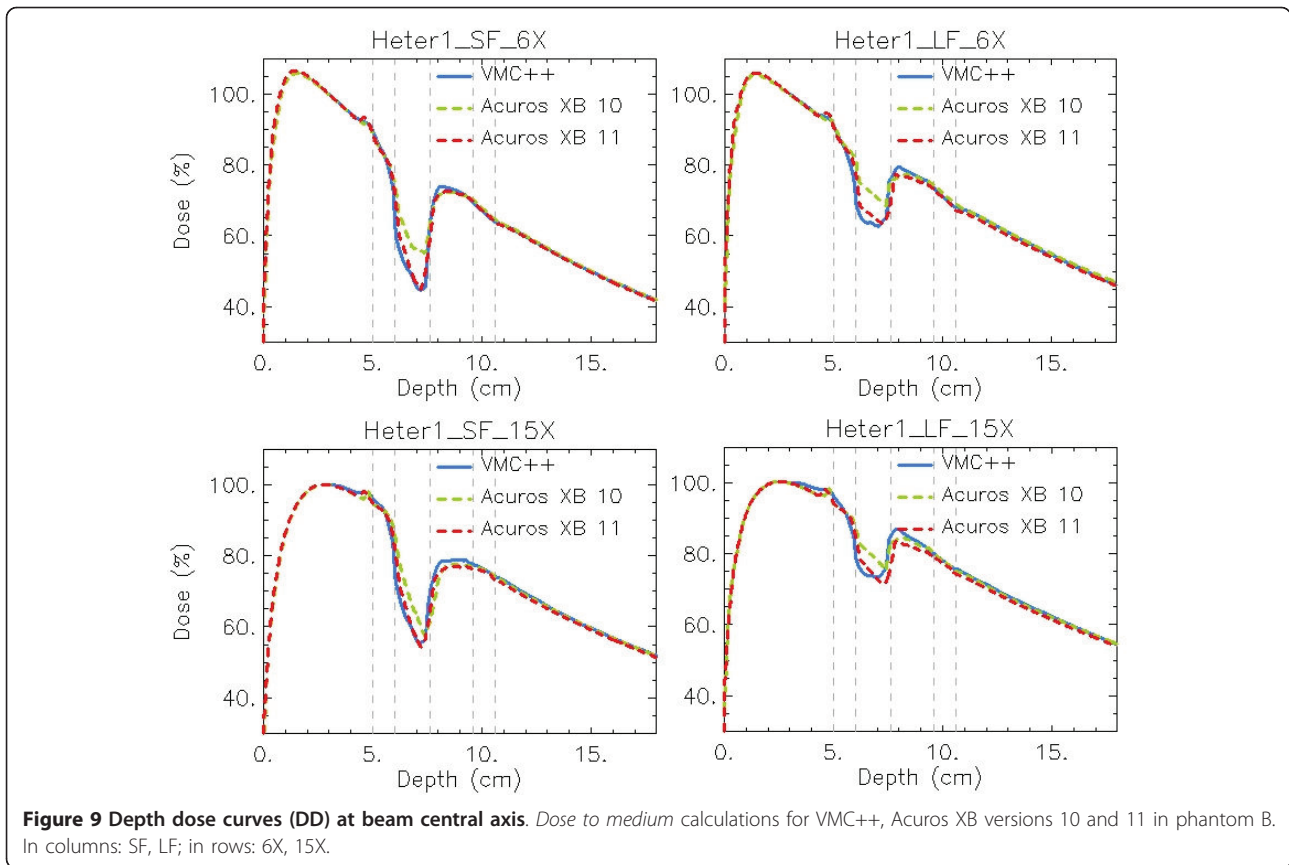 Heter1_SF_6X
VMC++
Acuros XB 10
Acuros XB 11
100.
80.
60.
40.
Dose (%)
0.
5.
10.
15.
Depth (cm)
Heter1_LF_6X
VMC++
Acuros XB 10
Acuros XB 11
100.
80.
60.
40.
Dose (%)
0.
5.
10.
15.
Depth (cm)
Heter1_SF_15X
VMC++
Acuros XB 10
Acuros XB 11
100.
80.
60.
40.
Dose (%)
0.
5.
10.
15.
Depth (cm)
Heter1_LF_15X
VMC++
Acuros XB 10
Acuros XB 11
100.
80.
60.
40.
Dose (%)
0.
5.
10.
15.
Depth (cm)
Figure 9 Depth dose curves (DD) at beam central axis. Dose to medium calculations for VMC++, Acuros XB versions 10 and 11 in phantom B.
In columns: SF, LF; in rows: 6X, 15X.